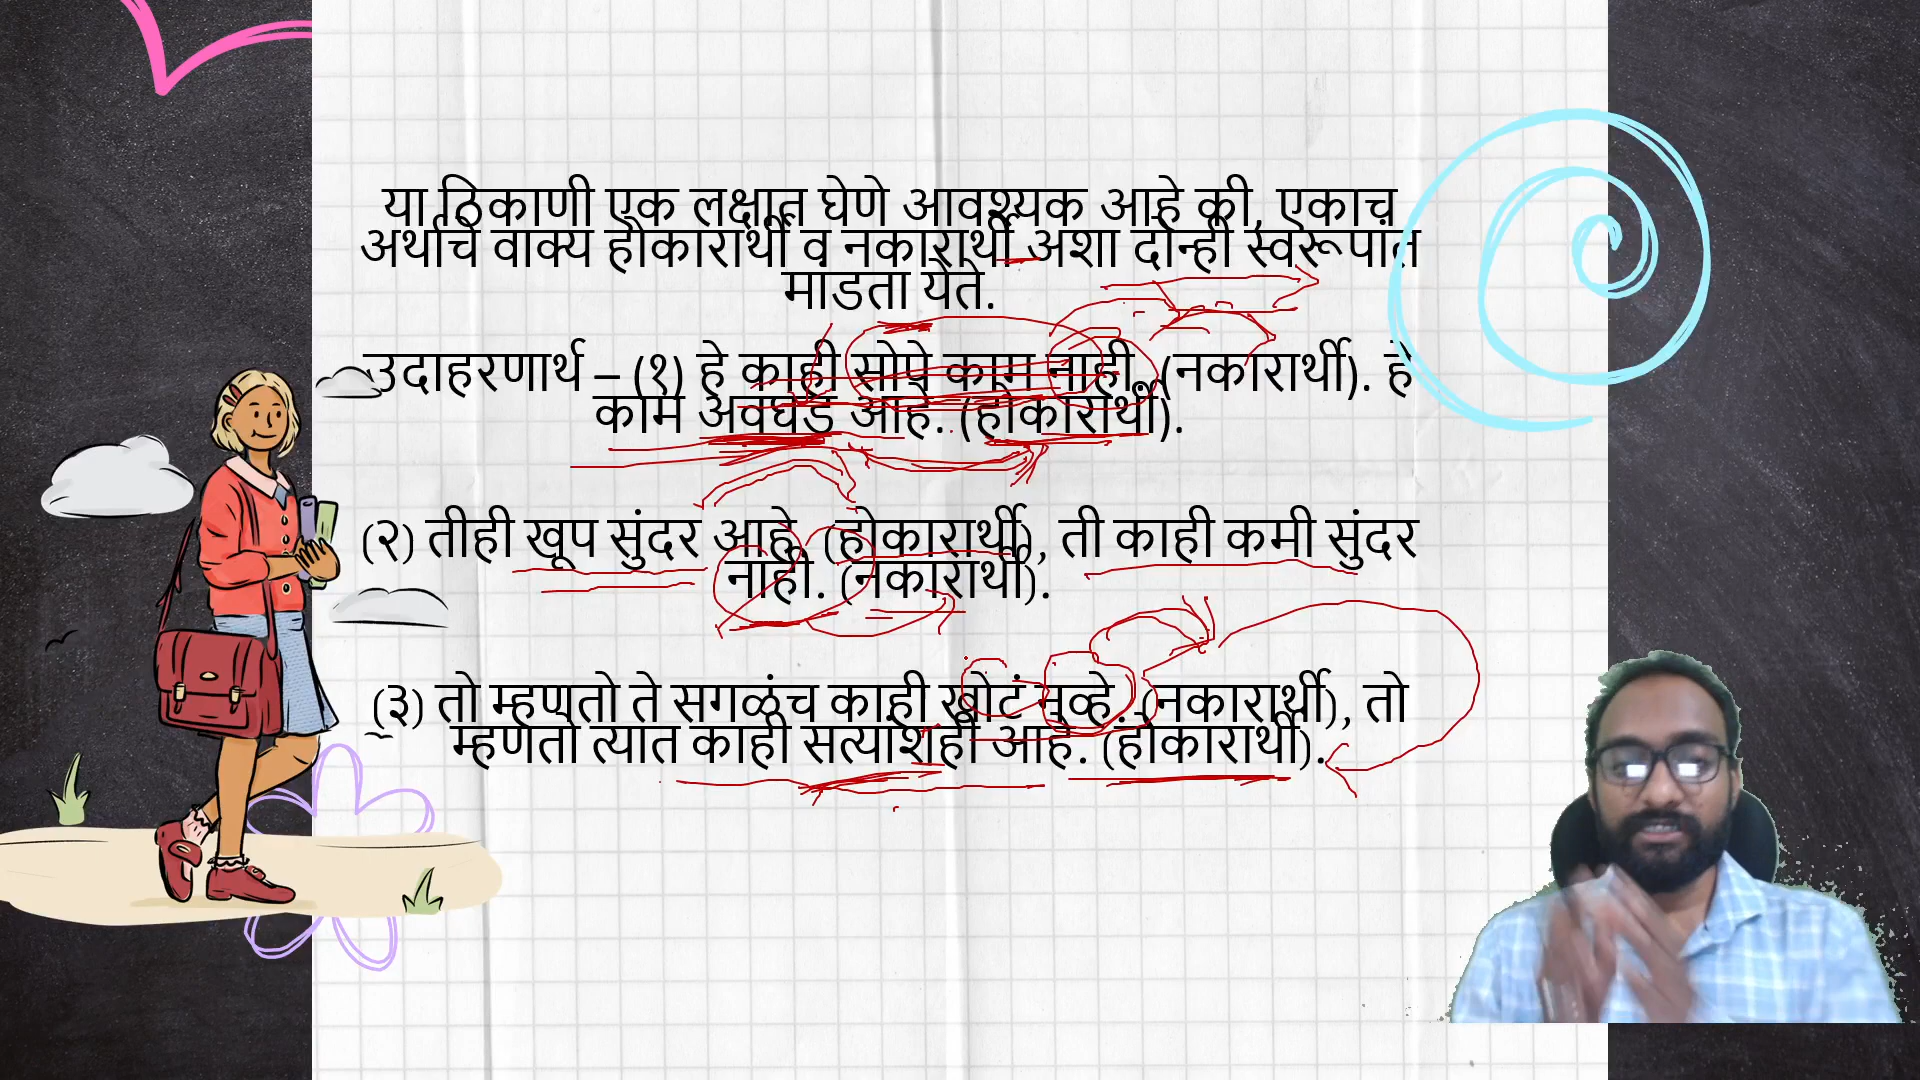 या ठिकाणी एक लक्षात घेणे आवश्यक आहे की, एकाच
अर्थाचे वाक्य होकारार्थी व नकारार्थी अशा दोन्ही स्वरूपात
मांडता येते.
उदाहरणार्थ – (१) हे काही सोपे काम नाही. (नकारार्थी). हे
काम अवघड आहे. (होकारार्थी).
(२) तीही खूप सुंदर आहे. (होकारार्थी), ती काही कमी सुंदर
नाही. (नकारार्थी).
(३) तो म्हणतो ते सगळंच काही खोटं नव्हे. (नकारार्थी), तो
म्हणतो त्यात काही सत्यांशही आहे. (होकारार्थी).